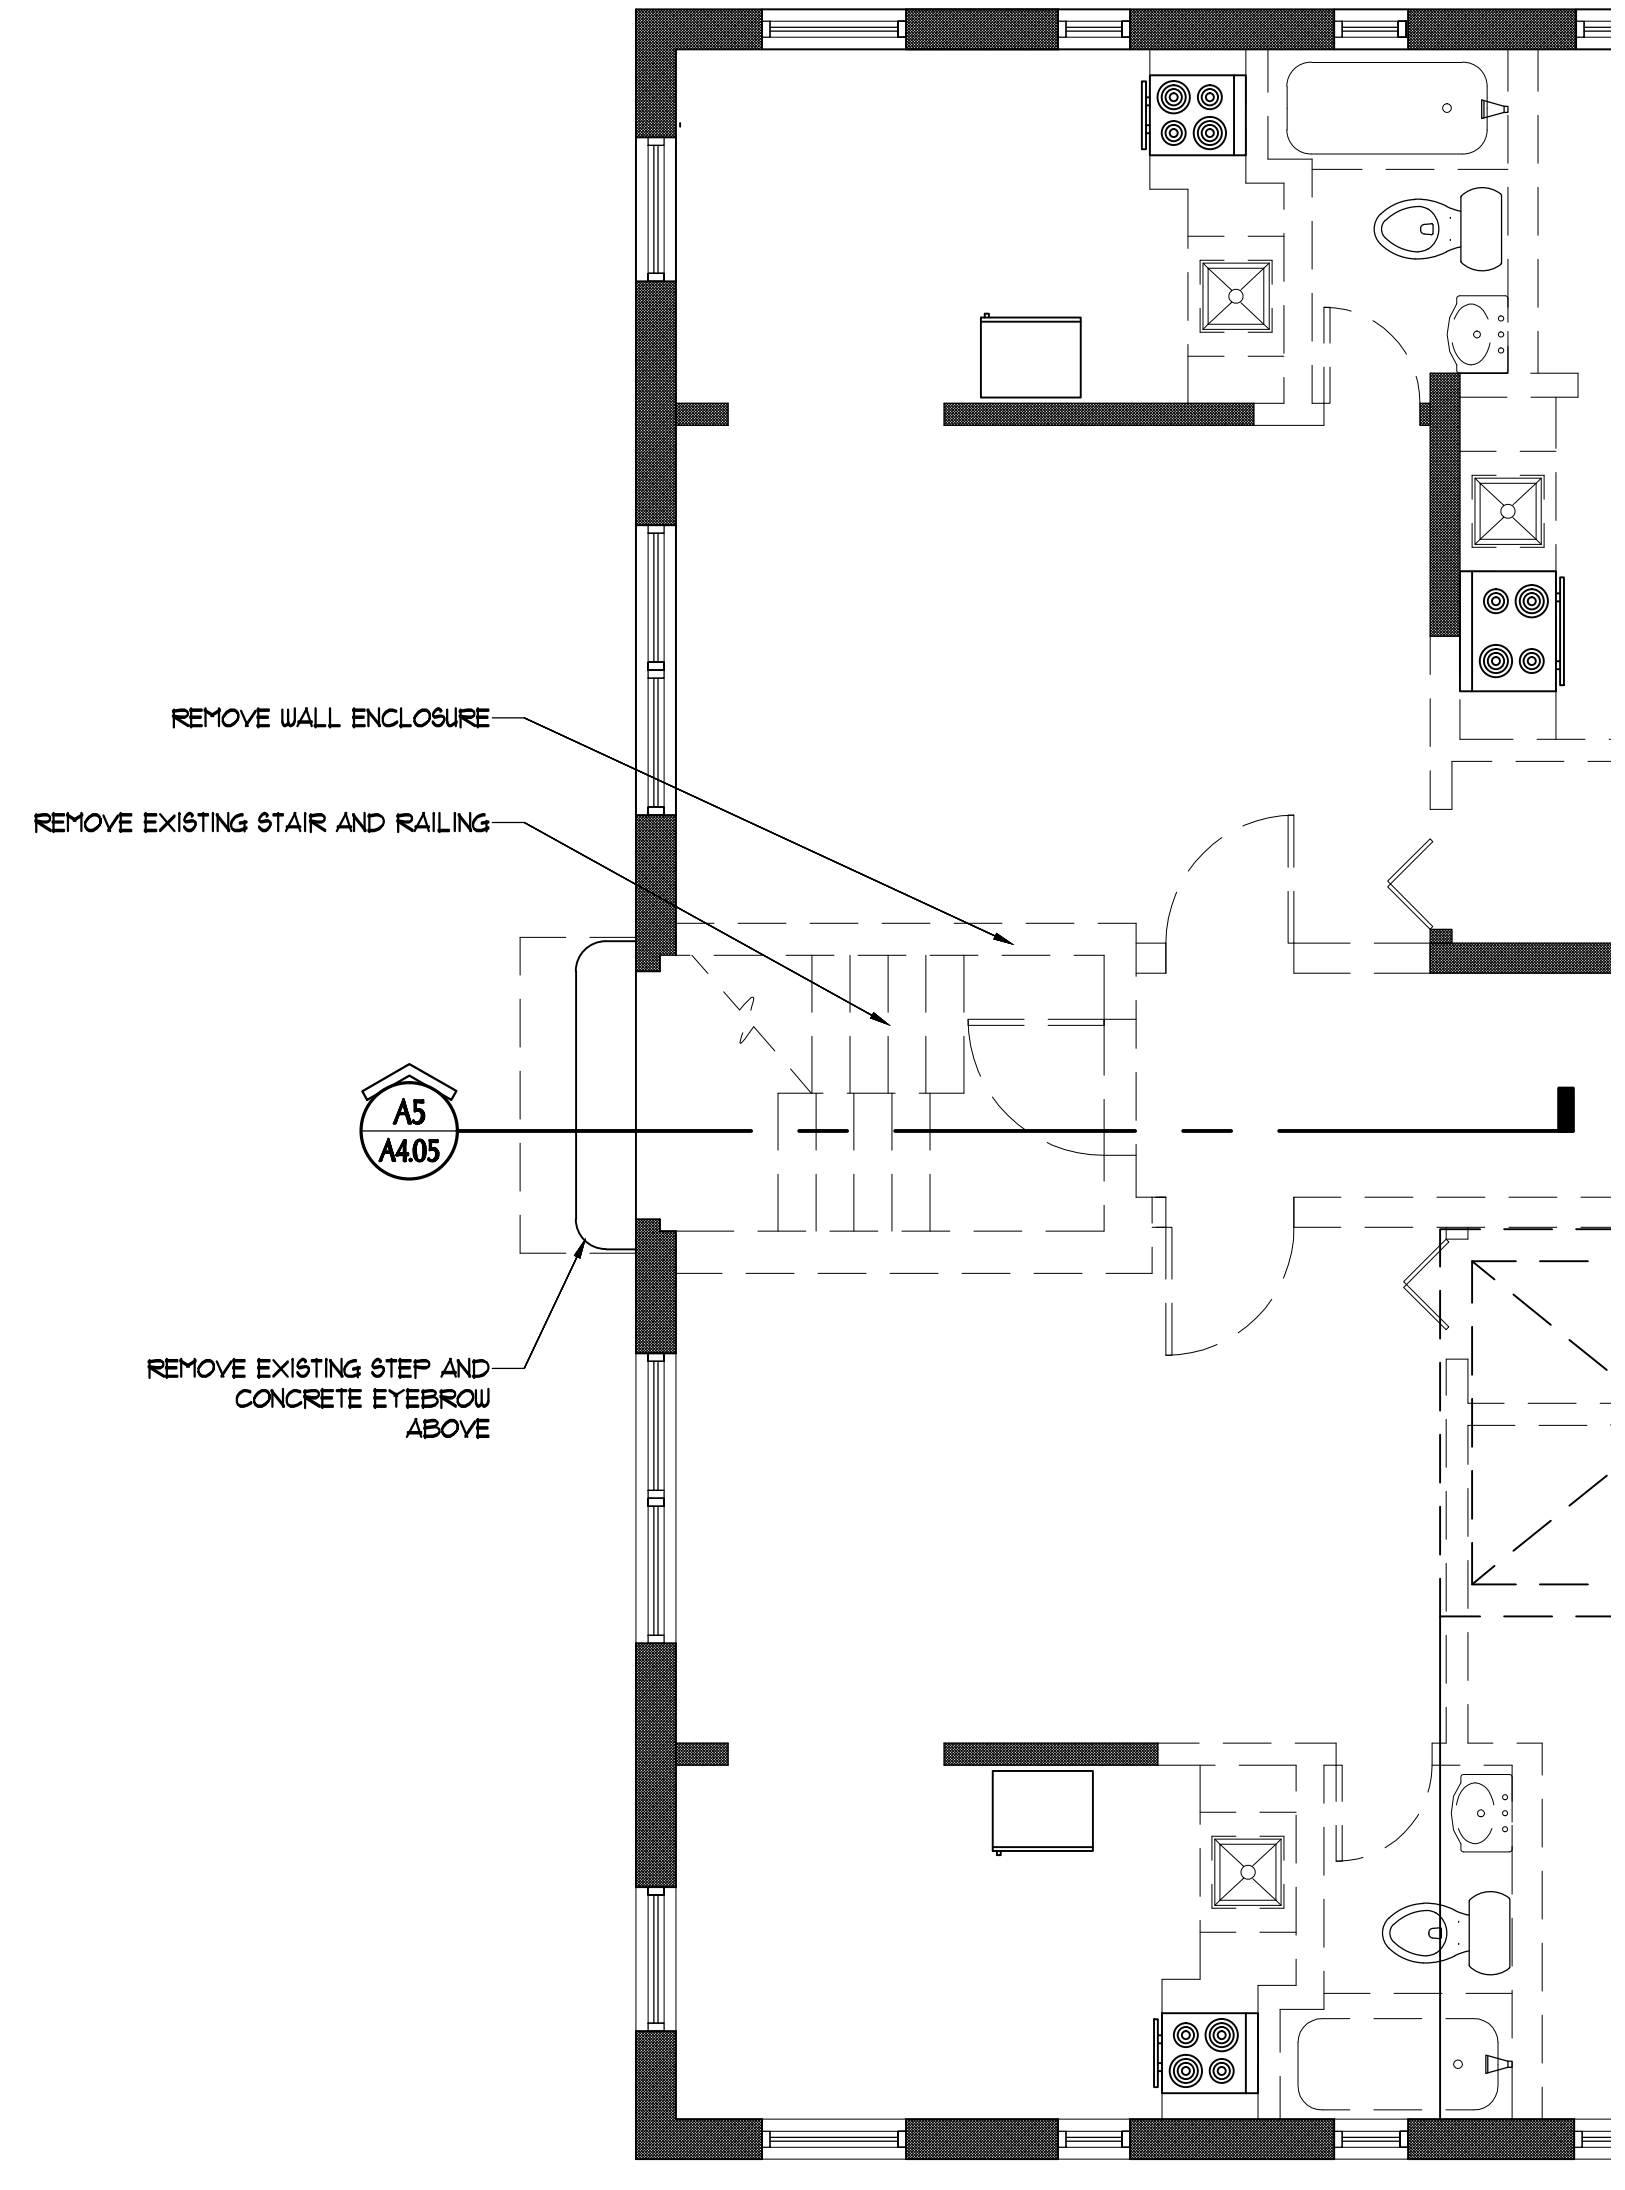 REMOVE WALL ENCLOSURE
REMOVE EXISTING STAIR AND RAILING
A5
A4.05
REMOVE EXISTING STEP AND
CONCRETE EYEBROW
ABOVE